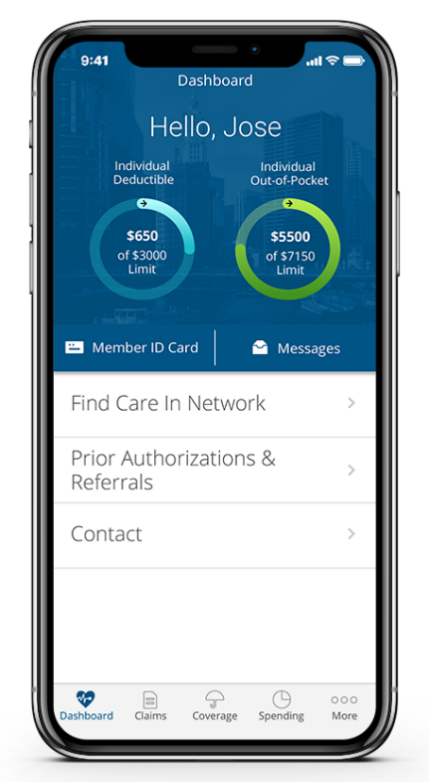 9:41
Dashboard
Hello, Jose
Individual
Deductible
$650
of $3000
Limit
Individual
Out-of-Pocket
$5500
of $7150
Limit
Member ID Card
Messages
Find Care In Network
Prior Authorizations &
Referrals
Contact
Dashboard
Claims
Coverage
Spending
More